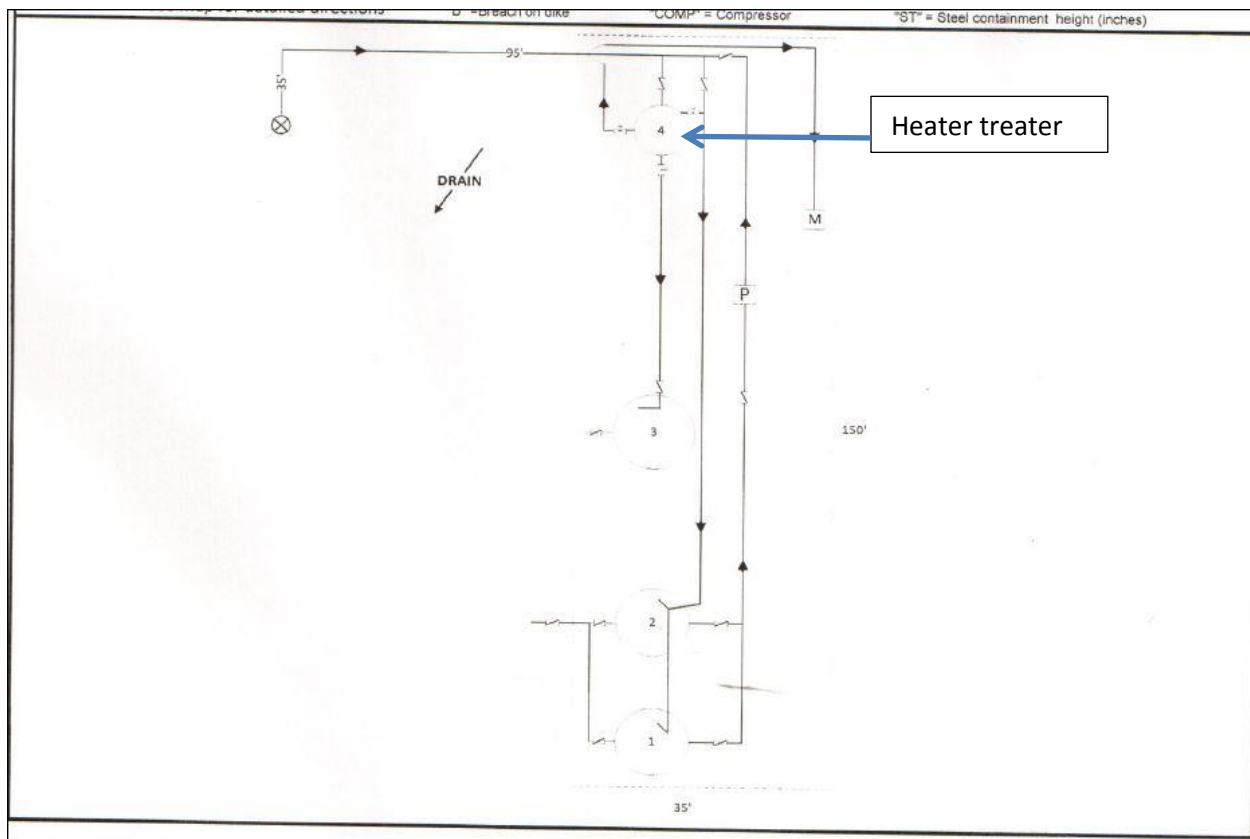 "B" =Breach on dike "COMP" = Compressor "ST" = Steel containment height (inches)
95'
35'
4
Heater treater
DRAIN
M
P
3
150'
2
1
35'